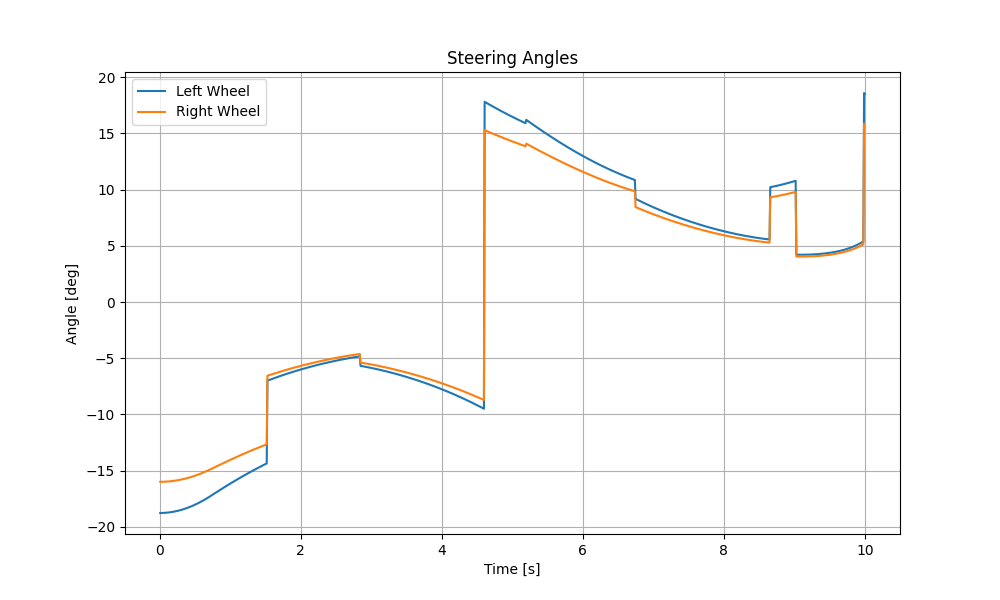 Steering Angles
Left Wheel
Right Wheel
20
15
10
5
0
−5
−10
−15
−20
Angle [deg]
0 2 4 6 8 10
Time [s]